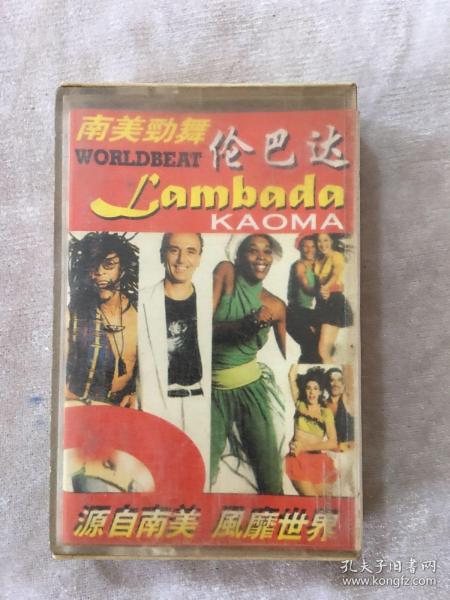 南美勁舞
WORLDBEAT
伦巴达
Lambada
KAOMA
源自南美 風靡世界
孔夫子旧书网
www.kongfz.com